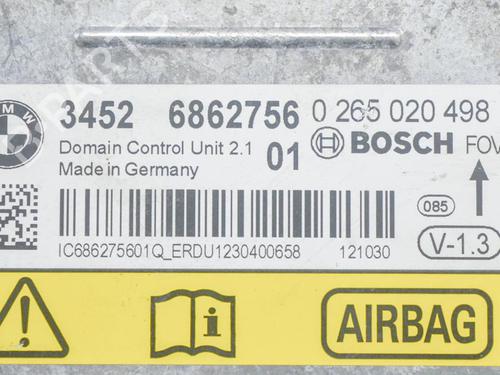 BMW
3452 6862756 01
0 265 020 498
Domain Control Unit 2.1
Made in Germany
BOSCH FOV
085
V-1.3
IC686275601Q_ERDU1230400658 121030
AIRBAG